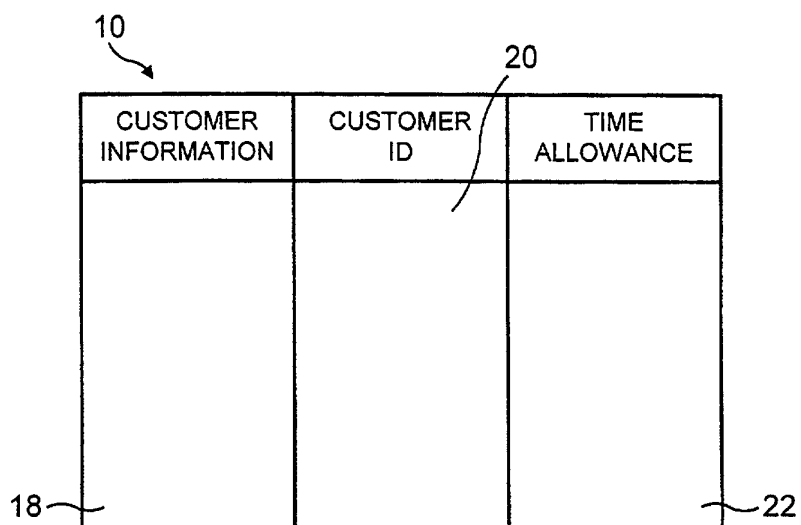 10
20
CUSTOMER INFORMATION
CUSTOMER ID
TIME ALLOWANCE
18
22